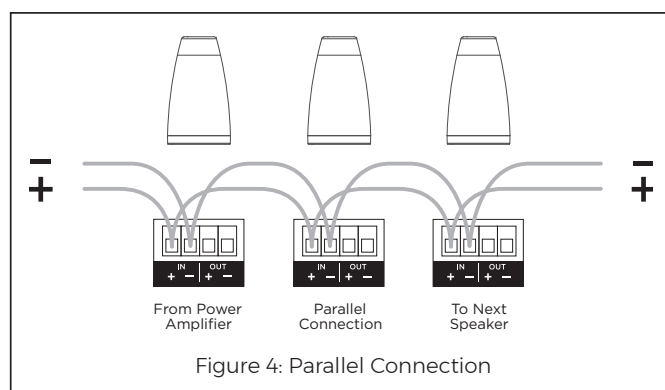 − −
+ +
IN OUT IN OUT IN OUT
+ − + − + − + − + − + −
From Power Parallel To Next
Amplifier Connection Speaker
Figure 4: Parallel Connection